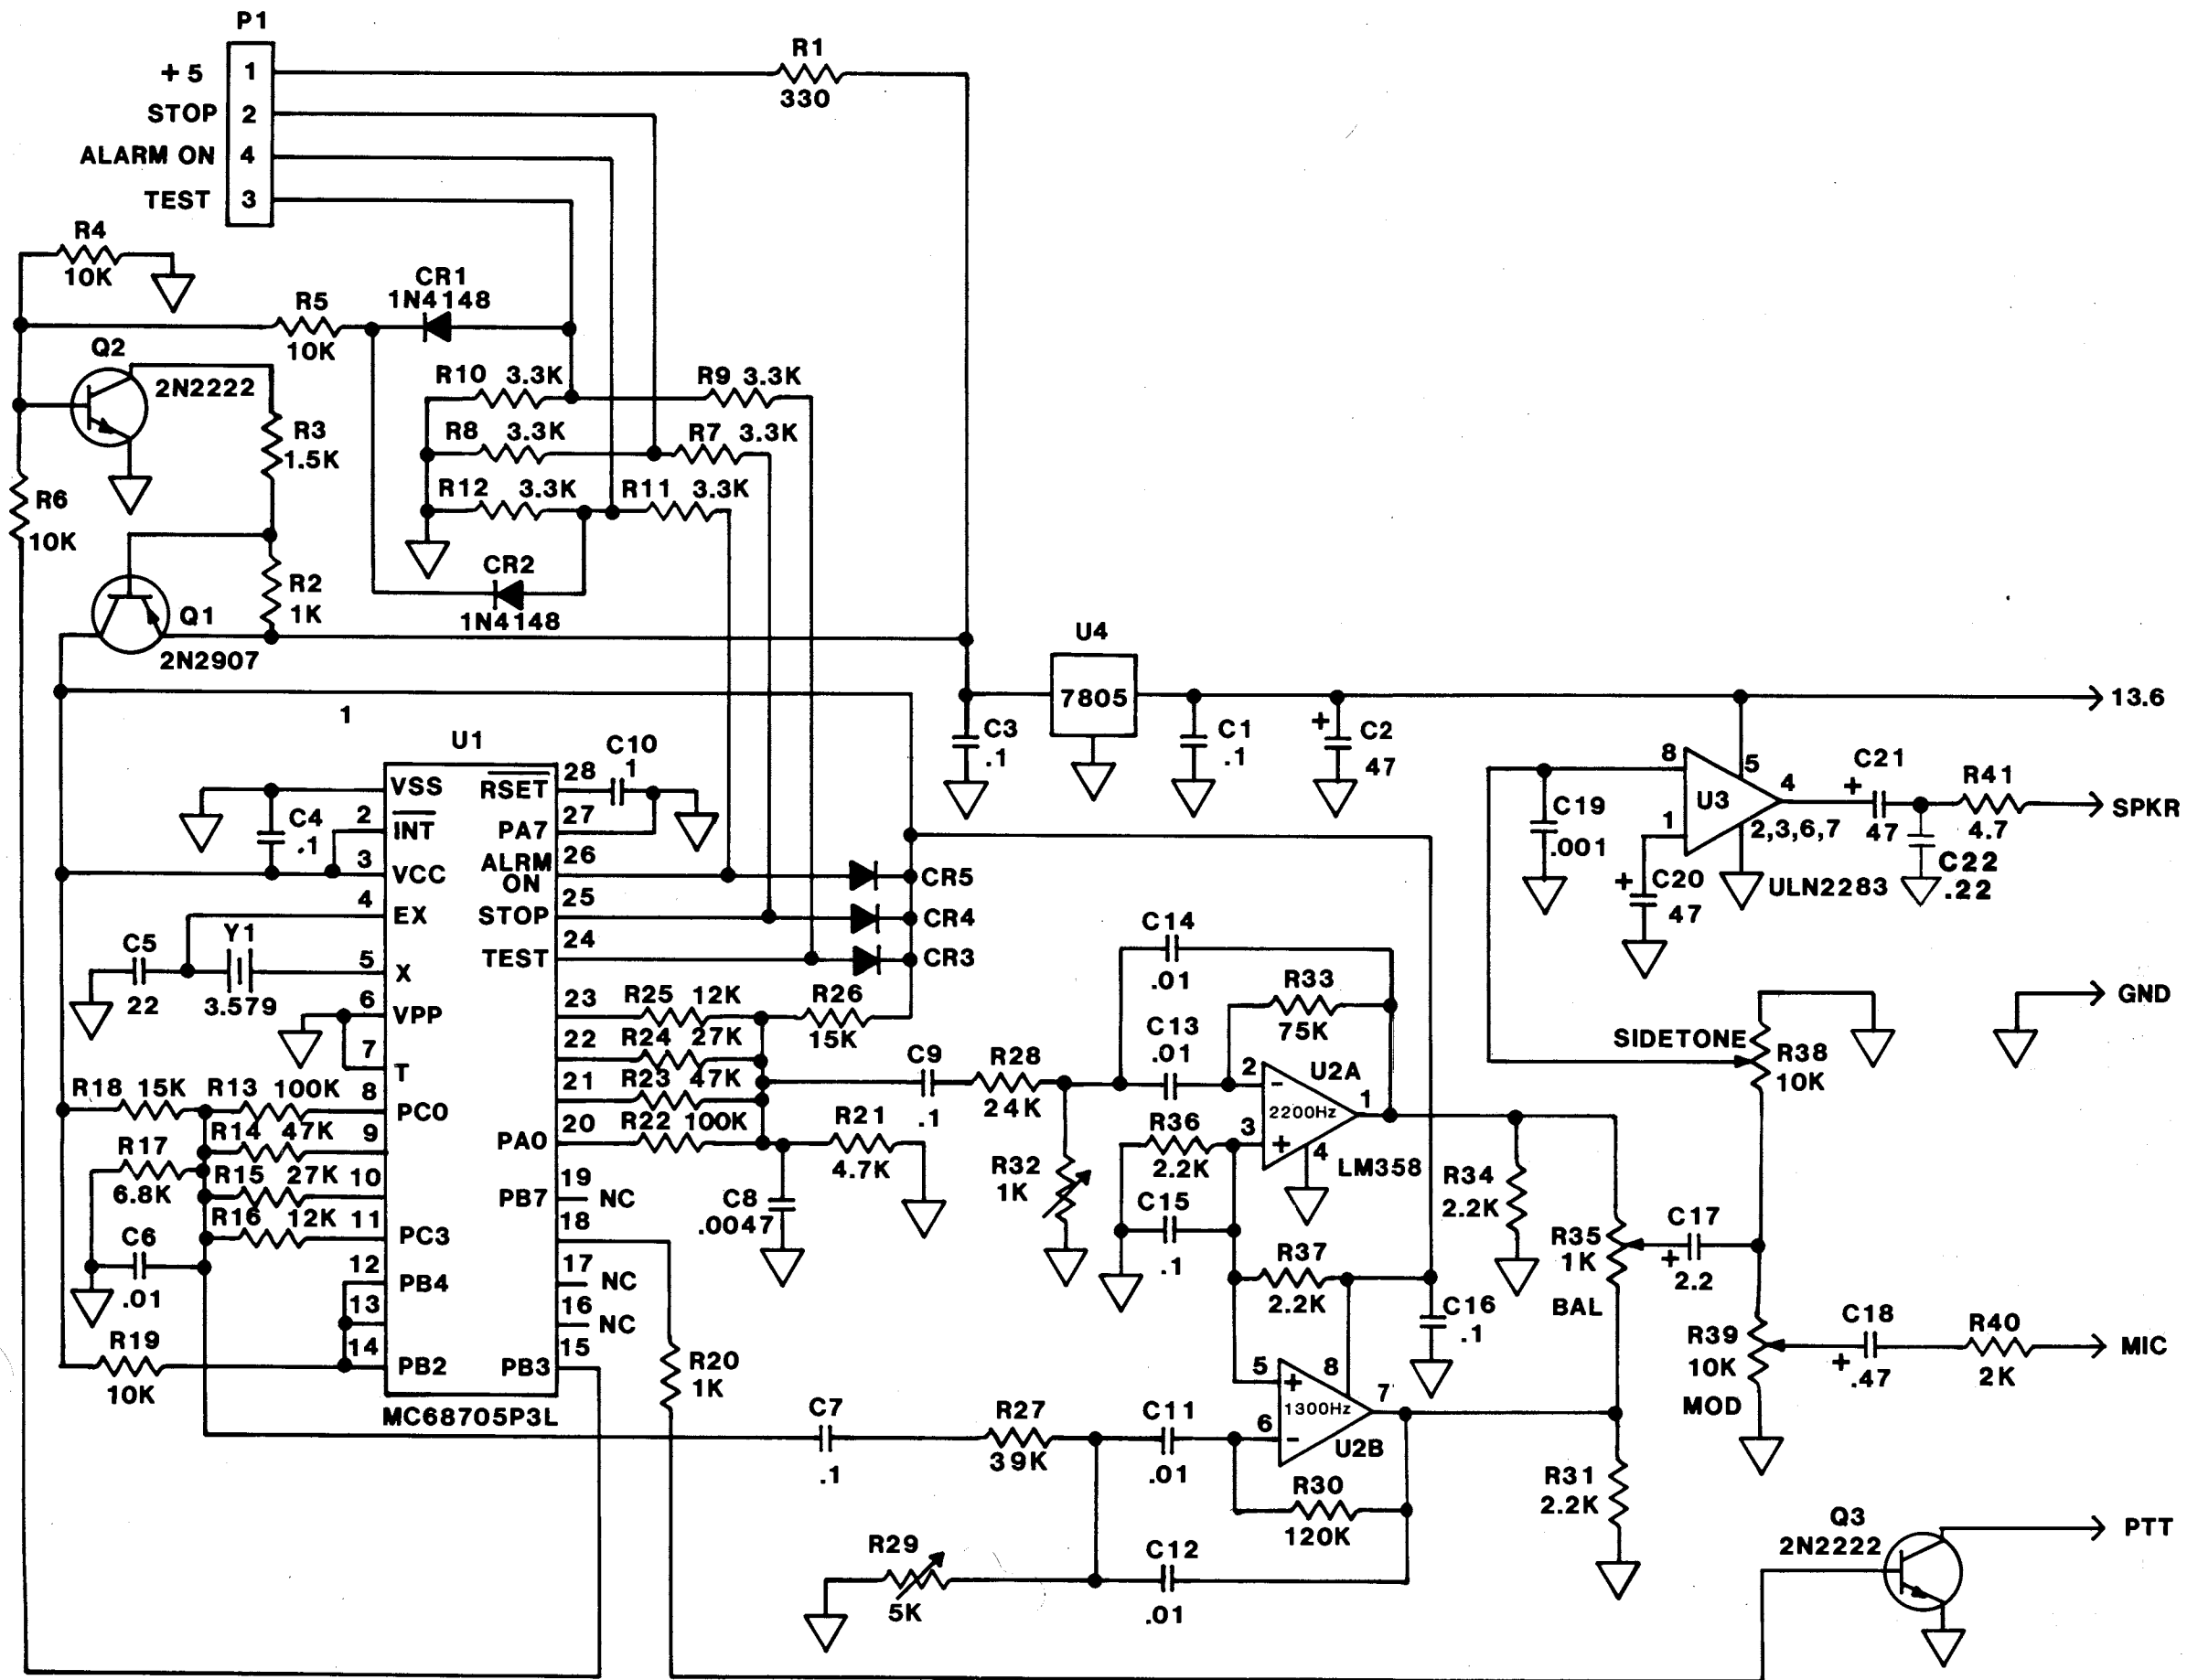 P1
+5 1
STOP 2
ALARM ON 4
TEST 3
R1
330
R4
10K
R5
10K
CR1
1N4148
Q2
2N2222
R3
1.5K
R6
10K
R2
1K
Q1
2N2907
R10 3.3K
R9 3.3K
R8 3.3K
R7 3.3K
R12 3.3K
R11 3.3K
CR2
1N4148
U4
7805
C3
.1
C1
.1
+ C2
47
13.6
1
U1
VSS
2 INT
3 VCC
4 EX
5 X
6 VPP
7 T
8 PC0
9
10
11 PC3
12 PB4
13
14 PB2
28 RSET
27 PA7
26 ALRM ON
25 STOP
24 TEST
23
22
21
20 PA0
19 PB7 NC
18
17 NC
16 NC
15 PB3
MC68705P3L
C10
1
C4
.1
C5
22
Y1
3.579
R18 15K
R13 100K
R14 47K
R17
6.8K
R15 27K
R16 12K
C6
.01
R19
10K
CR5
CR4
CR3
R25 12K
R26
15K
R24 27K
R23 47K
R22 100K
R21
4.7K
C8
.0047
C9
.1
R28
24K
R32
1K
R20
1K
C14
.01
R33
75K
C13
.01
2 -
U2A
2200Hz
1
3 +
4
LM358
R36
2.2K
C15
.1
R37
2.2K
C16
.1
5 +
8
1300Hz
7
6 -
U2B
C7
.1
R27
39K
C11
.01
R30
120K
R29
5K
C12
.01
R34
2.2K
R35
1K
BAL
R31
2.2K
C17
+
2.2
8
5
U3
4
1
2,3,6,7
ULN2283
C19
.001
+ C20
47
C21
+
47
R41
4.7
C22
.22
SPKR
GND
SIDETONE
R38
10K
R39
10K
MOD
C18
+ .47
R40
2K
MIC
Q3
2N2222
PTT